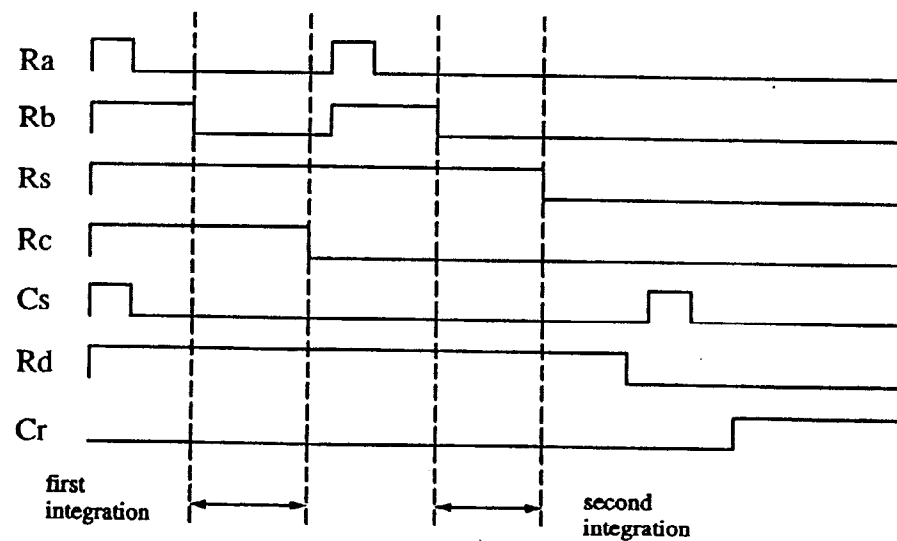 Ra
Rb
Rs
Rc
Cs
Rd
Cr
first
integration
second
integration